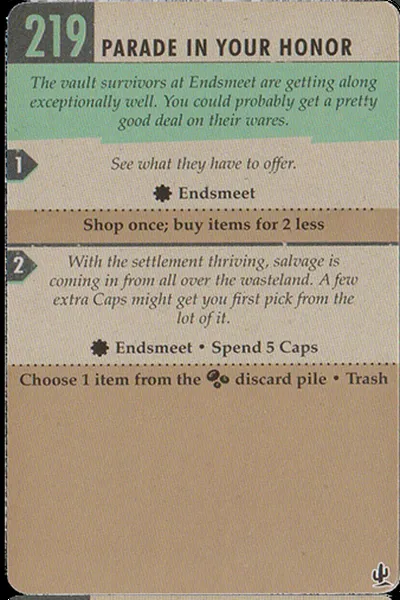 219 PARADE IN YOUR HONOR
The vault survivors at Endsmeet are getting along
exceptionally well. You could probably get a pretty
good deal on their wares.
1
See what they have to offer.
Endsmeet
Shop once; buy items for 2 less
2
With the settlement thriving, salvage is
coming in from all over the wasteland. A few
extra Caps might get you first pick from the
lot of it.
Endsmeet • Spend 5 Caps
Choose 1 item from the discard pile • Trash